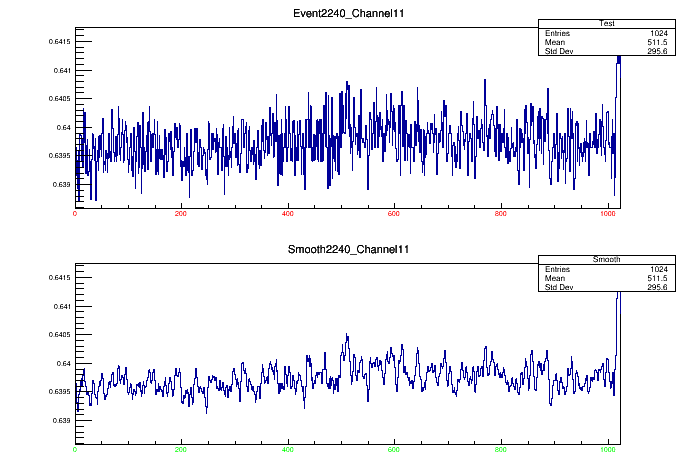 Event2240_Channel11
Test
Entries 1024
Mean 511.5
Std Dev 295.6
0.6415
0.641
0.6405
0.64
0.6395
0.639
0 200 400 600 800 1000
Smooth2240_Channel11
Smooth
Entries 1024
Mean 511.5
Std Dev 295.6
0.6415
0.641
0.6405
0.64
0.6395
0.639
0 200 400 600 800 1000